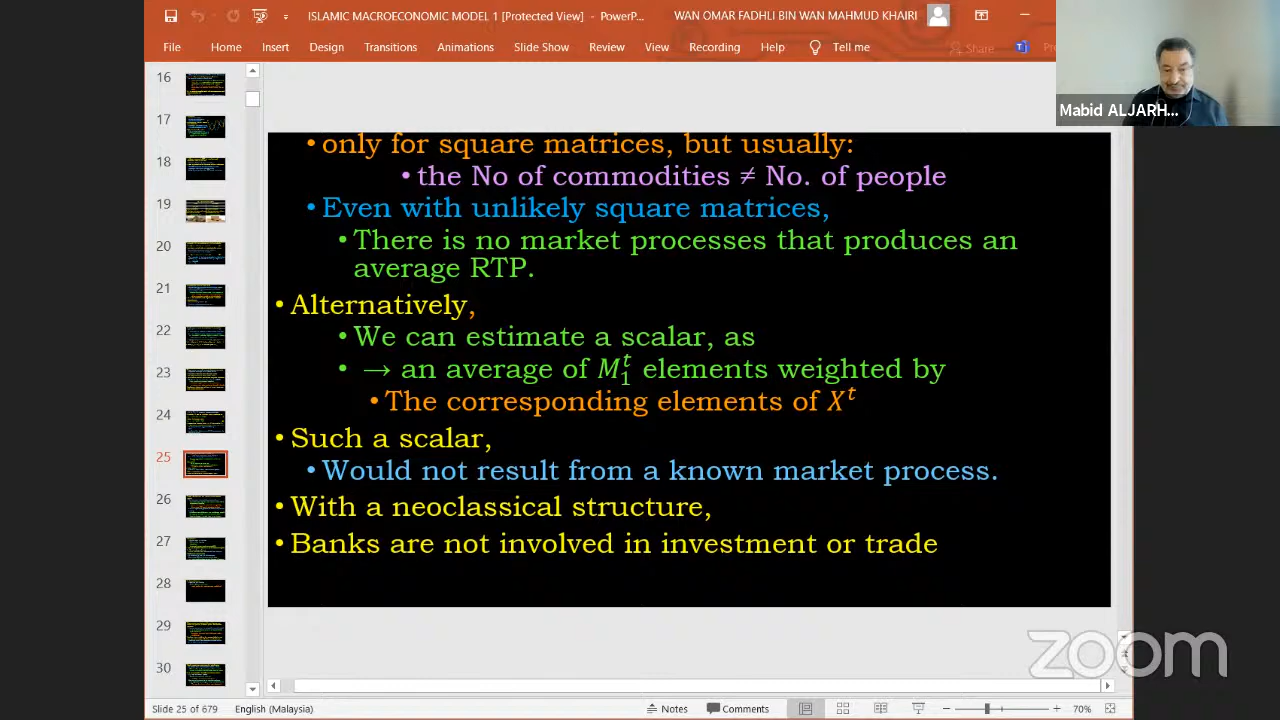 ISLAMIC MACROECONOMIC MODEL 1 [Protected View] - PowerP... WAN OMAR FADHLI BIN WAN MAHMUD KHAIRI
File Home Insert Design Transitions Animations Slide Show Review View Recording Help Tell me Share
Mabid ALJARH...
16
17
18
19
20
21
22
23
24
25
26
27
28
29
30
• only for square matrices, but usually:
• the No of commodities ≠ No. of people
• Even with unlikely square matrices,
• There is no market processes that produces an
average RTP.
• Alternatively,
• We can estimate a scalar, as
• → an average of M₁ᵗ elements weighted by
• The corresponding elements of Xᵗ
• Such a scalar,
• Would not result from a known market process.
• With a neoclassical structure,
• Banks are not involved in investment or trade
zoom
Slide 25 of 679 English (Malaysia) Notes Comments 70%